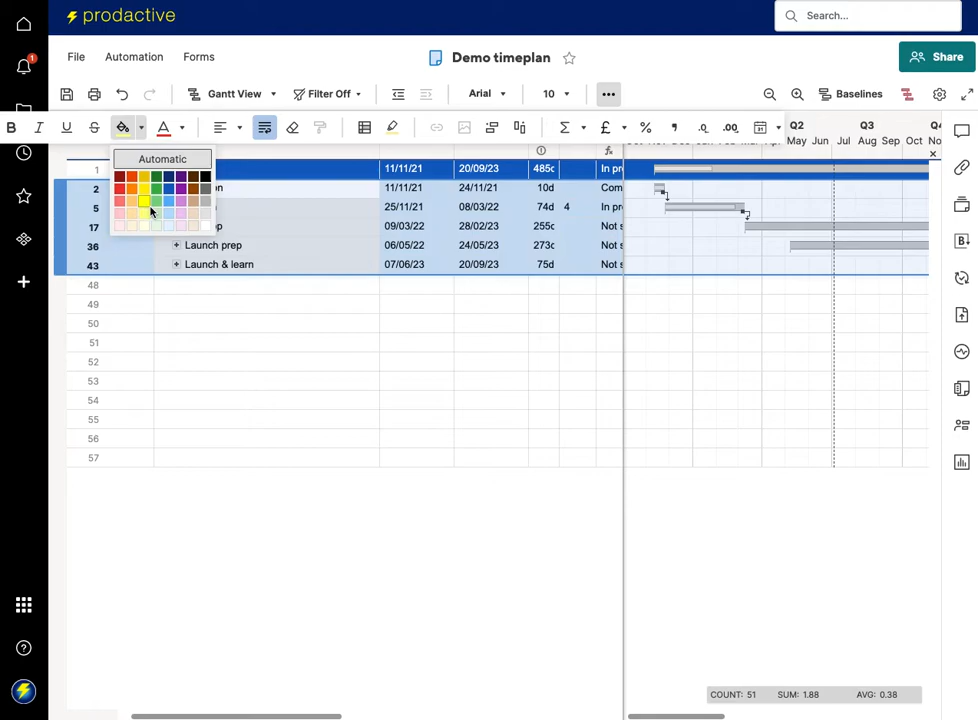 prodactive
Search...
1
File Automation Forms
Demo timeplan
Share
Gantt View Filter Off Arial 10 ••• Baselines
B I U S A Σ £ % , .0 .00
Q2 Q3 Q4
May Jun Jul Aug Sep Oct
Automatic
fx
1 11/11/21 20/09/23 485d In pr
2 11/11/21 24/11/21 10d Com
5 25/11/21 08/03/22 74d 4 In pr
17 09/03/22 28/02/23 255d Not s
36 Launch prep 06/05/22 24/05/23 273d Not s
43 Launch & learn 07/06/23 20/09/23 75d Not s
48
49
50
51
52
53
54
55
56
57
COUNT: 51 SUM: 1.88 AVG: 0.38